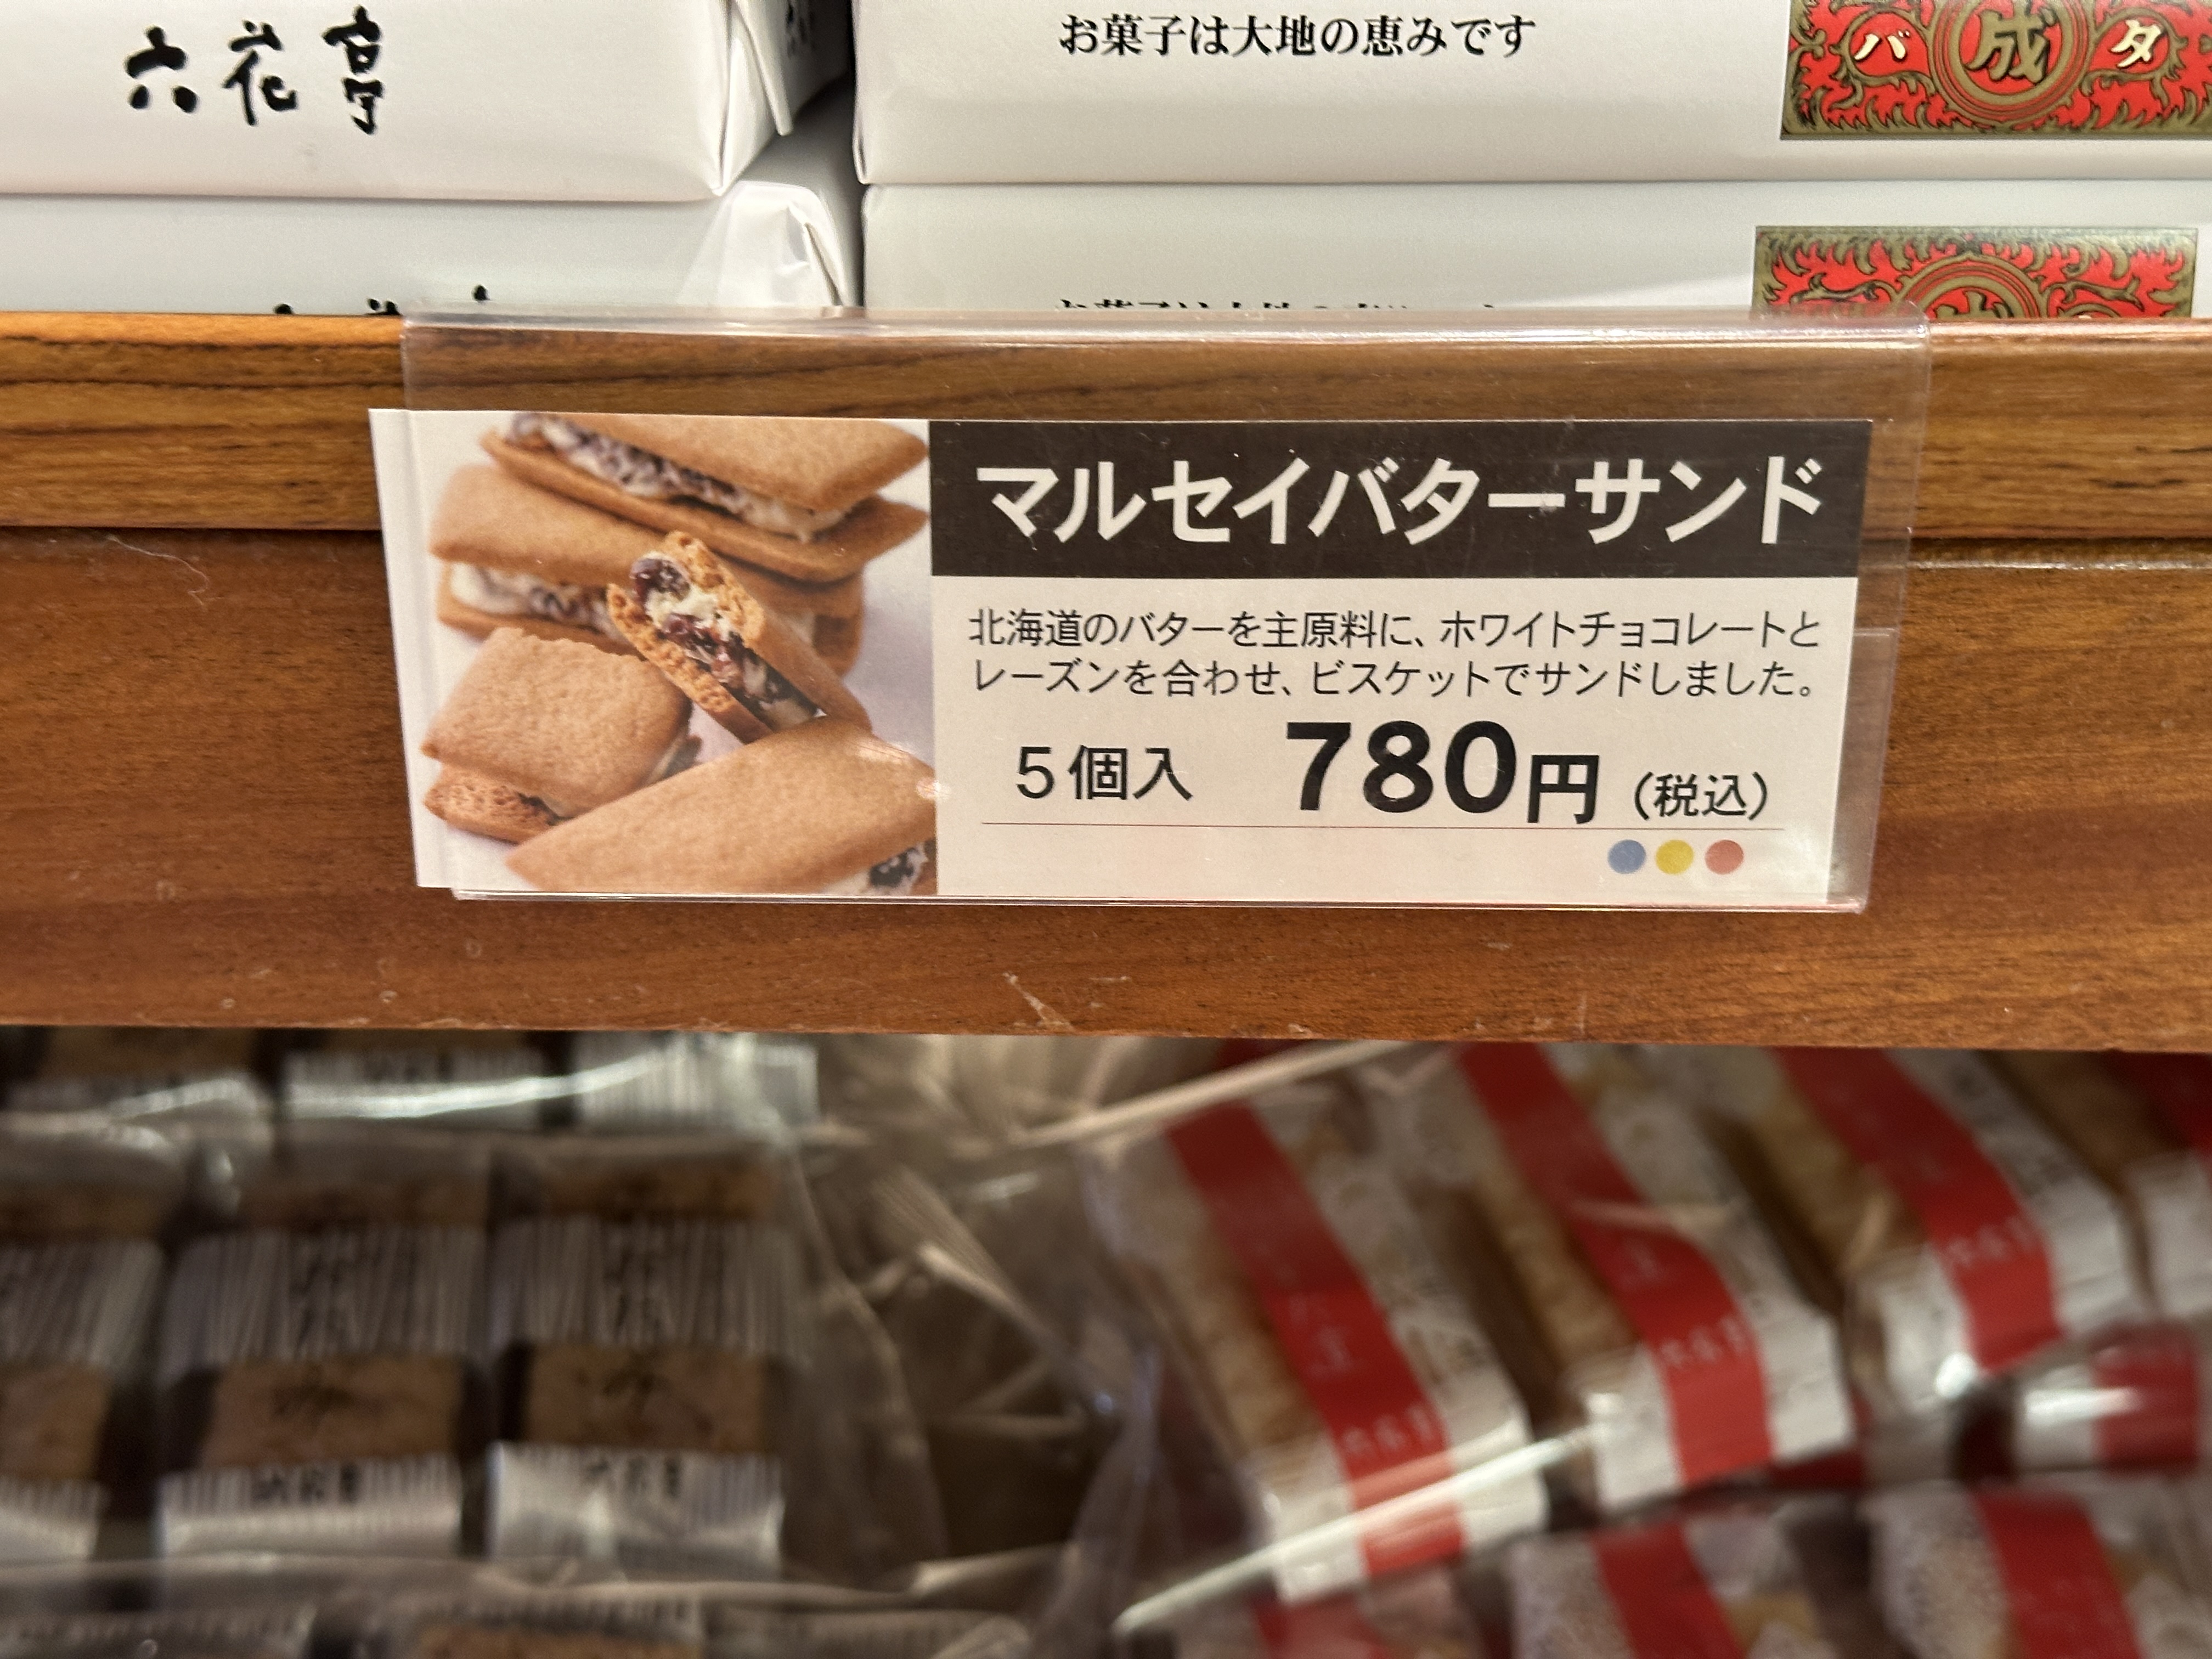 六花亭
お菓子は大地の恵みです
バ 成 タ
マルセイバターサンド
北海道のバターを主原料に、ホワイトチョコレートと
レーズンを合わせ、ビスケットでサンドしました。
5個入 780円 (税込)